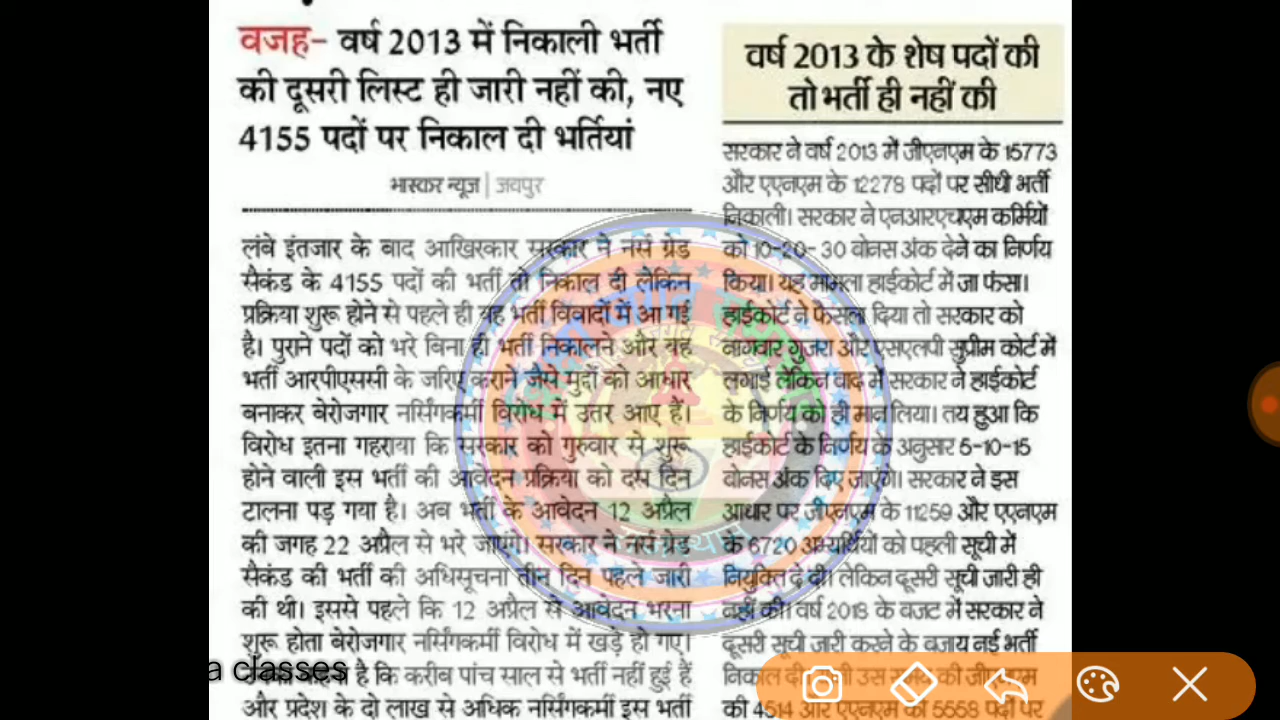 वजह- वर्ष 2013 में निकाली भर्ती
की दूसरी लिस्ट ही जारी नहीं की, नए
4155 पदों पर निकाल दी भर्तियां
भास्कर न्यूज | जयपुर
लंबे इंतजार के बाद आखिरकार सरकार ने नर्स ग्रेड
सैकंड के 4155 पदों की भर्ती तो निकाल दी लेकिन
प्रक्रिया शुरू होने से पहले ही यह भर्ती विवादों में आ गई
है। पुराने पदों को भरे बिना ही भर्ती निकालने और यह
भर्ती आरपीएससी के जरिए कराने जैसे मुद्दों को आधार
बनाकर बेरोजगार नर्सिंगकर्मी विरोध में उतर आए हैं।
विरोध इतना गहराया कि सरकार को गुरुवार से शुरू
होने वाली इस भर्ती की आवेदन प्रक्रिया को दस दिन
टालना पड़ गया है। अब भर्ती के आवेदन 12 अप्रैल
की जगह 22 अप्रैल से भरे जाएंगे। सरकार ने नर्स ग्रेड
सैकंड की भर्ती की अधिसूचना तीन दिन पहले जारी
की थी। इससे पहले कि 12 अप्रैल से आवेदन भरना
शुरू होता बेरोजगार नर्सिंगकर्मी विरोध में खड़े हो गए।
है कि करीब पांच साल से भर्ती नहीं हुई हैं
और प्रदेश के दो लाख से अधिक नर्सिंगकर्मी इस भर्ती
a classes
वर्ष 2013 के शेष पदों की
तो भर्ती ही नहीं की
सरकार ने वर्ष 2013 में जीएनएम के 15773
और एएनएम के 12278 पदों पर सीधी भर्ती
निकाली। सरकार ने एनआरएचएम कर्मियों
को 10-20- 30 बोनस अंक देने का निर्णय
किया। यह मामला हाईकोर्ट में जा फंसा।
हाईकोर्ट ने फैसला दिया तो सरकार को
नागवार गुजरा और एसएलपी सुप्रीम कोर्ट में
लगाई लेकिन बाद में सरकार ने हाईकोर्ट
के निर्णय को ही मान लिया। तय हुआ कि
हाईकोर्ट के निर्णय के अनुसार 5-10-15
बोनस अंक दिए जाएंगे। सरकार ने इस
आधार पर जीएनएम के 11259 और एएनएम
के 6720 अभ्यर्थियों को पहली सूची में
नियुक्ति दे दी। लेकिन दूसरी सूची जारी ही
नहीं की। वर्ष 2018 के बजट में सरकार ने
दूसरी सूची जारी करने के बजाय नई भर्ती
निकाल दी। उस की जीएनएम
की 4514 और एएनएम की 5558 पदों पर